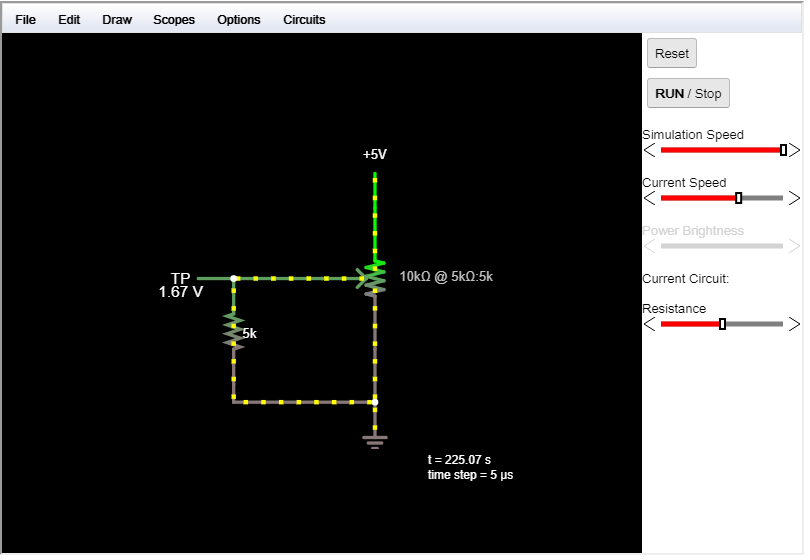 File Edit Draw Scopes Options Circuits
Reset
RUN / Stop
Simulation Speed
Current Speed
Power Brightness
Current Circuit:
Resistance
+5V
10kΩ @ 5kΩ:5k
TP
1.67 V
5k
t = 225.07 s
time step = 5 µs